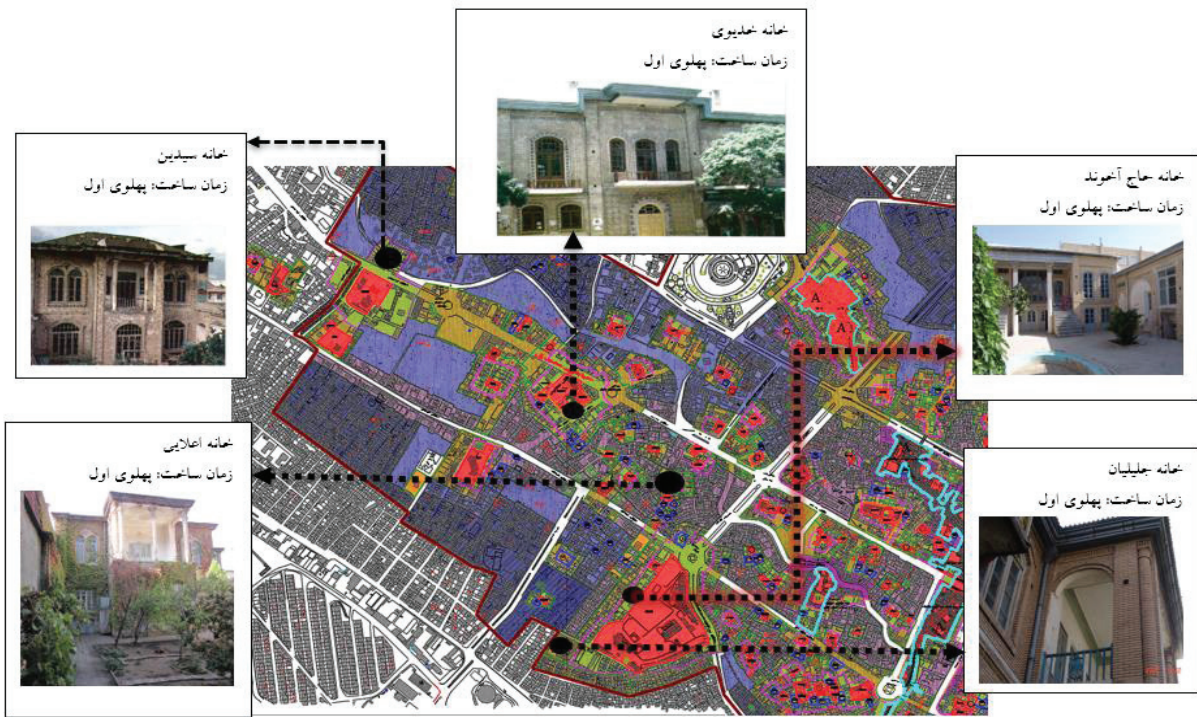 خانه خدیوی
زمان ساخت: پهلوی اول
خانه سیدین
زمان ساخت: پهلوی اول
خانه حاج آخوند
زمان ساخت: پهلوی اول
خانه اعلایی
زمان ساخت: پهلوی اول
خانه جلیلیان
زمان ساخت: پهلوی اول
A
A